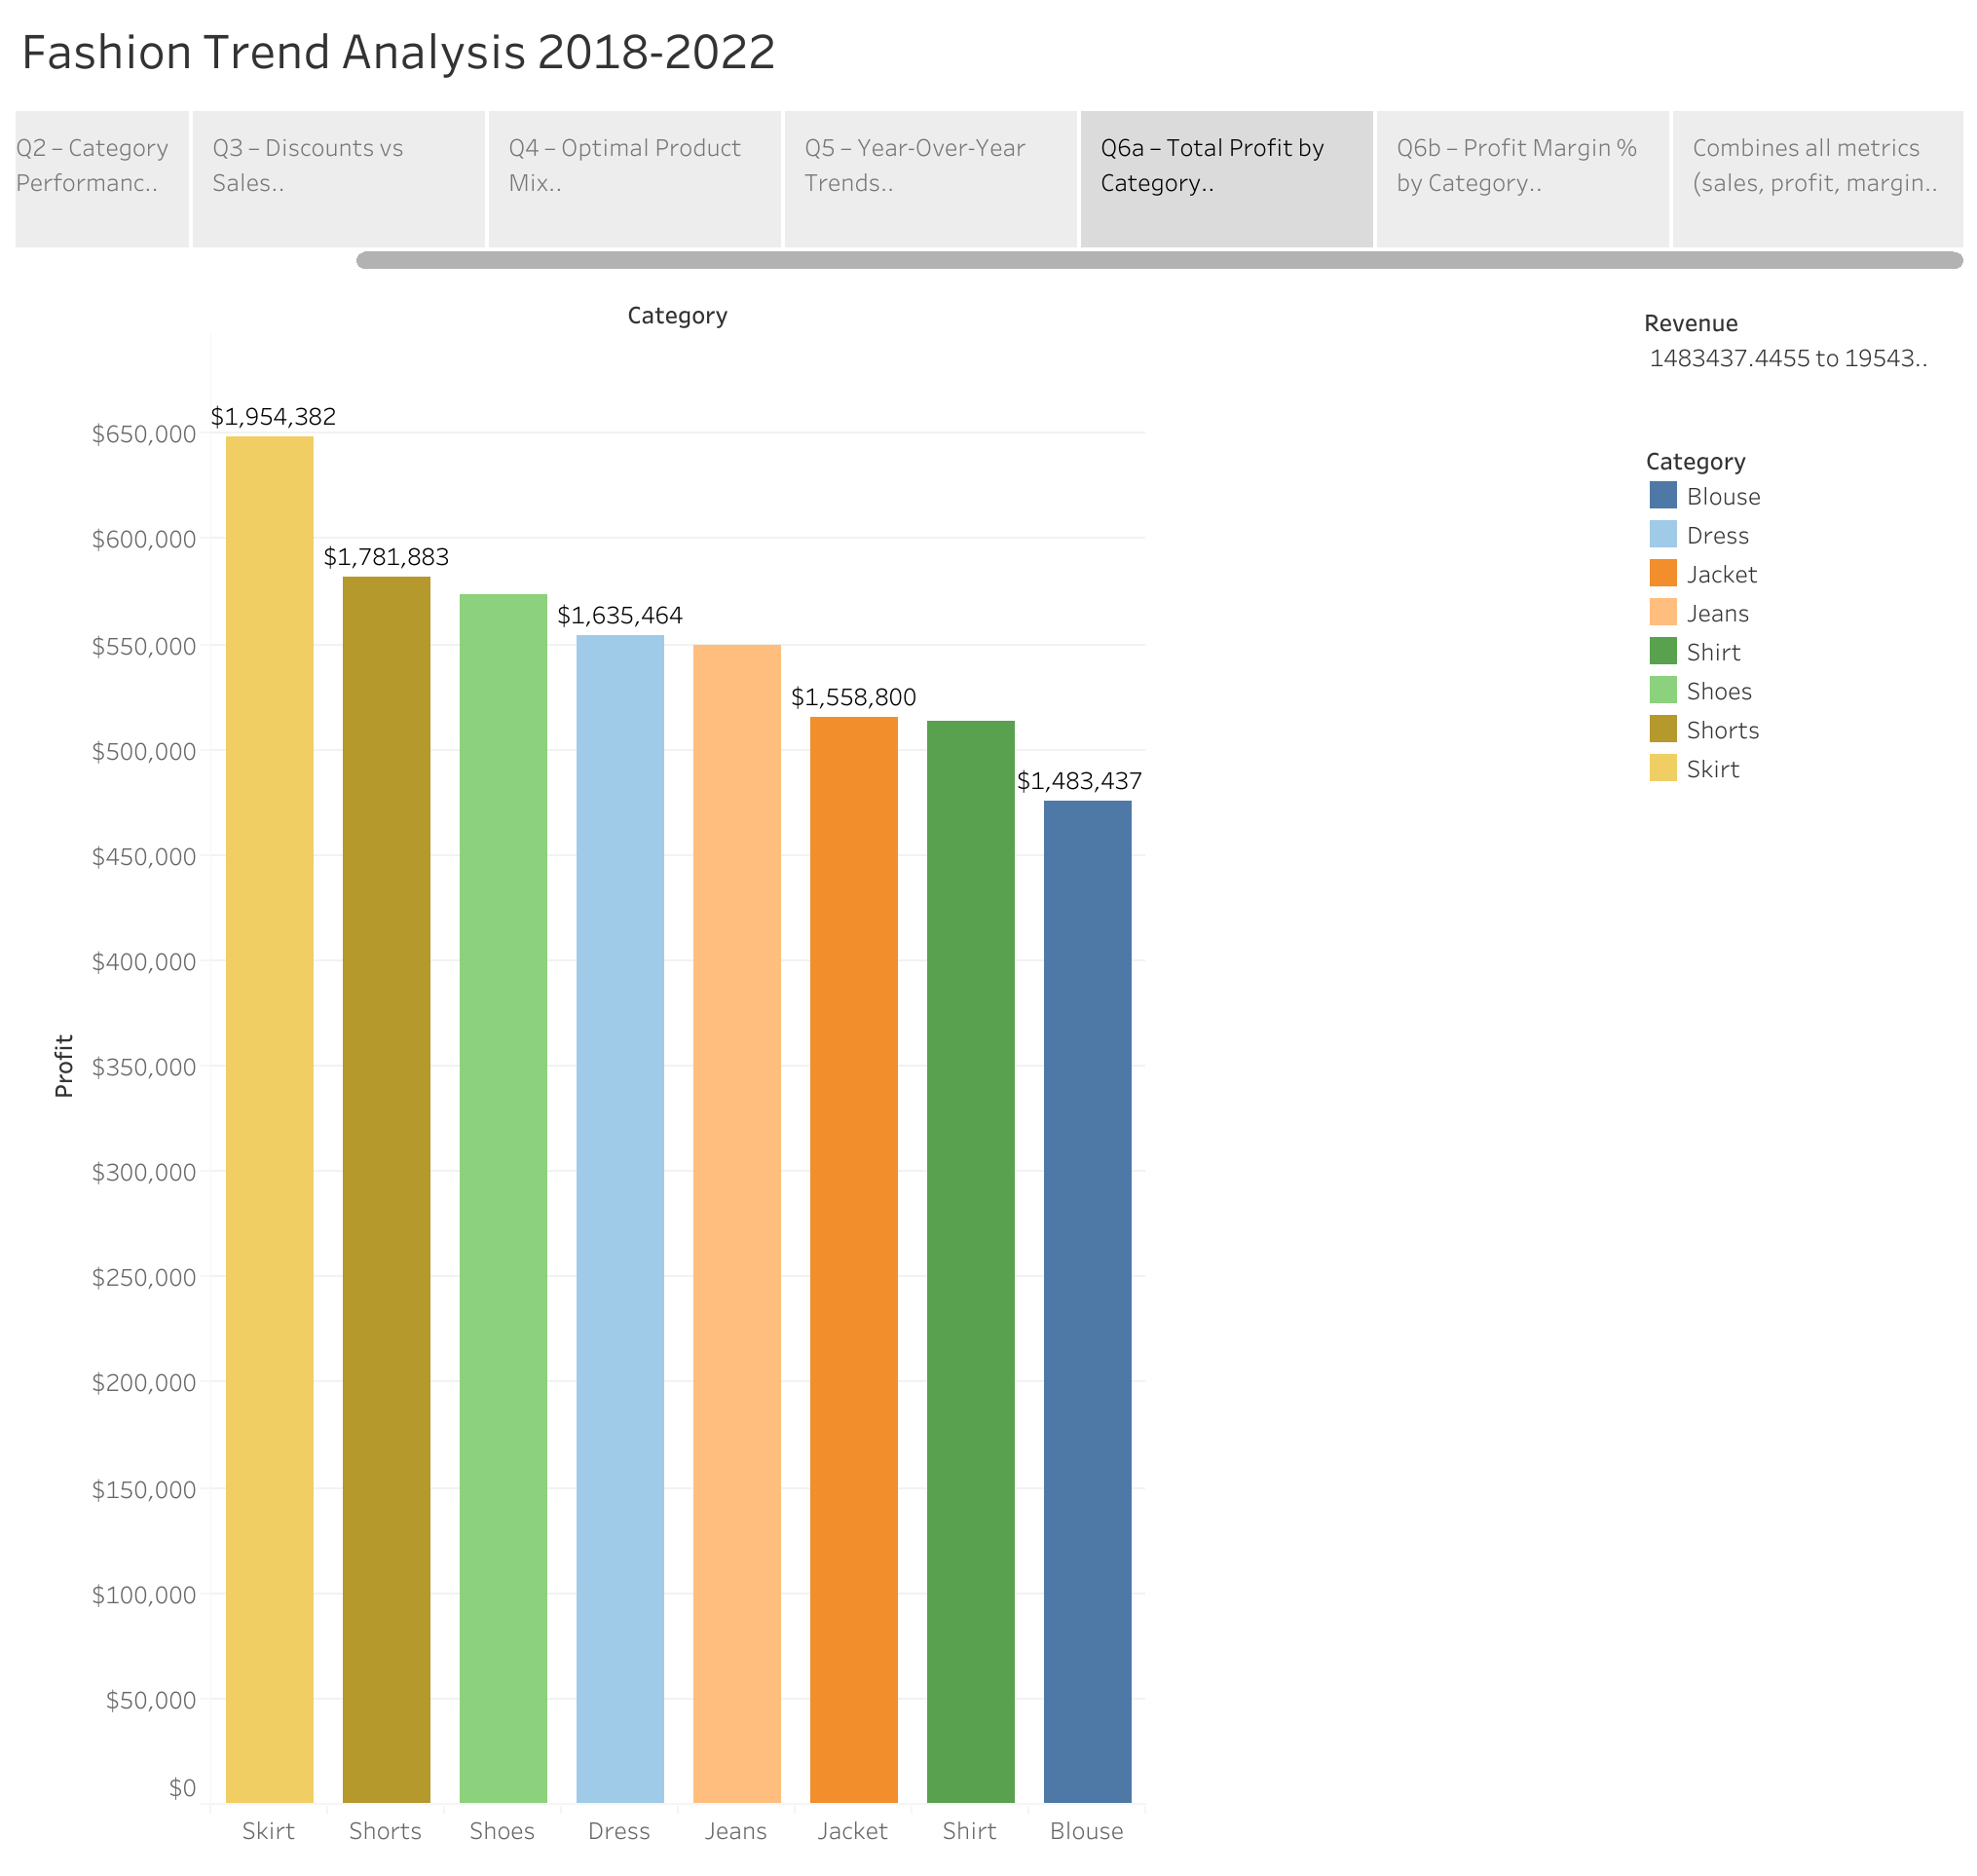 Fashion Trend Analysis 2018-2022
Q2 – Category
Performanc..
Q3 – Discounts vs
Sales..
Q4 – Optimal Product
Mix..
Q5 – Year-Over-Year
Trends..
Q6a – Total Profit by
Category..
Q6b – Profit Margin %
by Category..
Combines all metrics
(sales, profit, margin..
Category
$1,954,382
$1,781,883
$1,635,464
$1,558,800
$1,483,437
$650,000
$600,000
$550,000
$500,000
$450,000
$400,000
$350,000
$300,000
$250,000
$200,000
$150,000
$100,000
$50,000
$0
Profit
Skirt
Shorts
Shoes
Dress
Jeans
Jacket
Shirt
Blouse
Revenue
1483437.4455 to 19543..
Category
Blouse
Dress
Jacket
Jeans
Shirt
Shoes
Shorts
Skirt